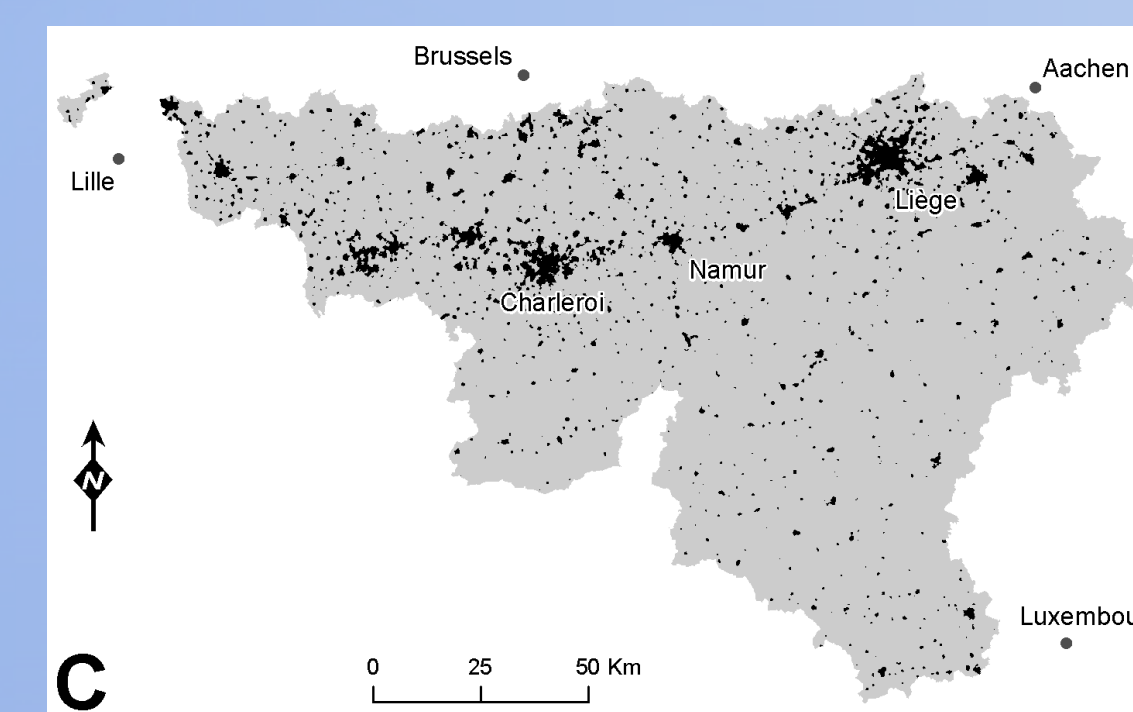 Brussels
Aachen
Lille
Liège
Namur
Charleroi
N
Luxembou
0 25 50 Km
C